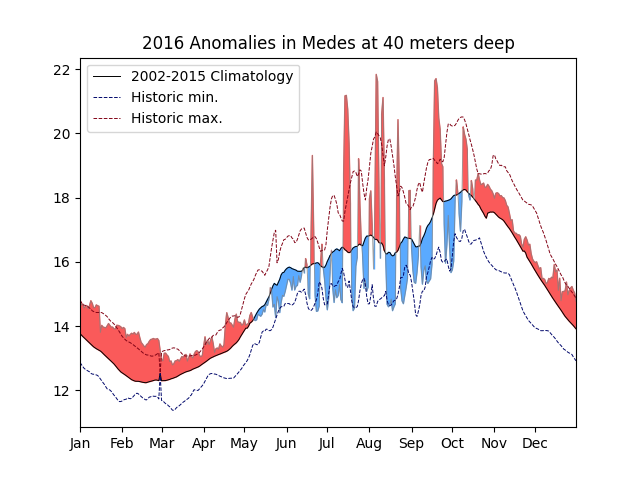 2016 Anomalies in Medes at 40 meters deep
2002-2015 Climatology
Historic min.
Historic max.
22
20
18
16
14
12
Jan Feb Mar Apr May Jun Jul Aug Sep Oct Nov Dec